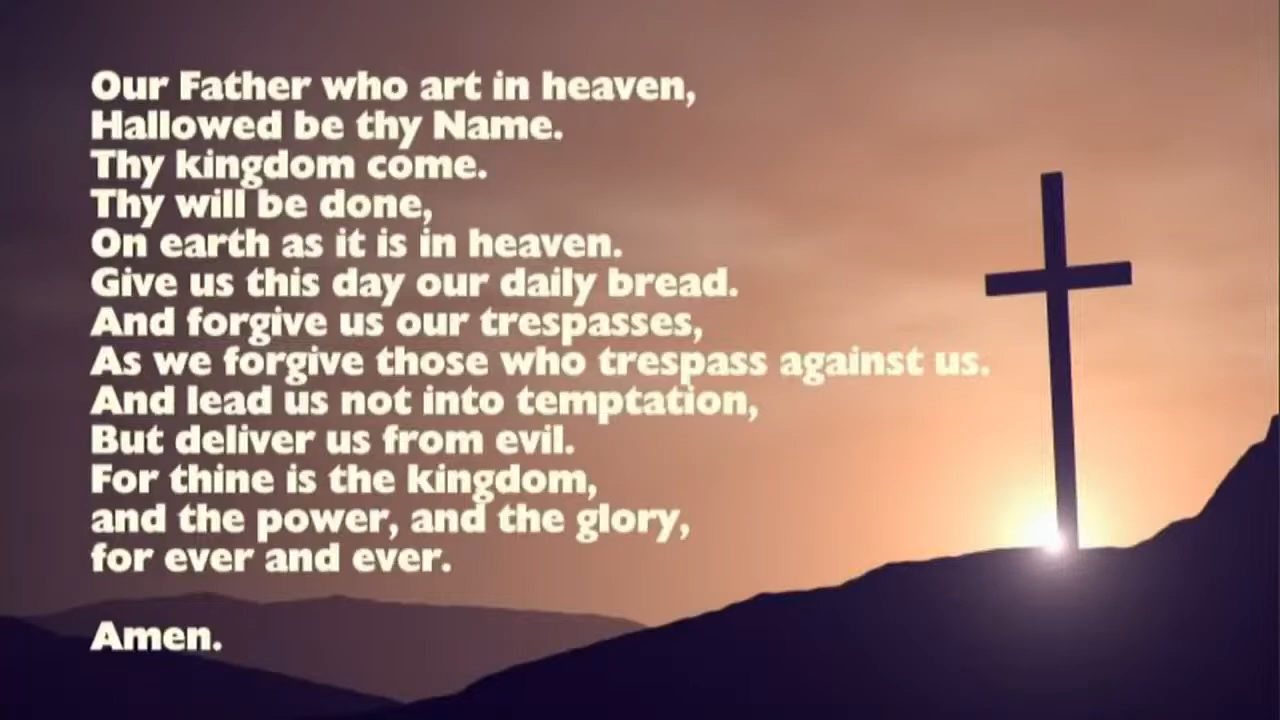 Our Father who art in heaven,
Hallowed be thy Name.
Thy kingdom come.
Thy will be done,
On earth as it is in heaven.
Give us this day our daily bread.
And forgive us our trespasses,
As we forgive those who trespass against us.
And lead us not into temptation,
But deliver us from evil.
For thine is the kingdom,
and the power, and the glory,
for ever and ever.
Amen.